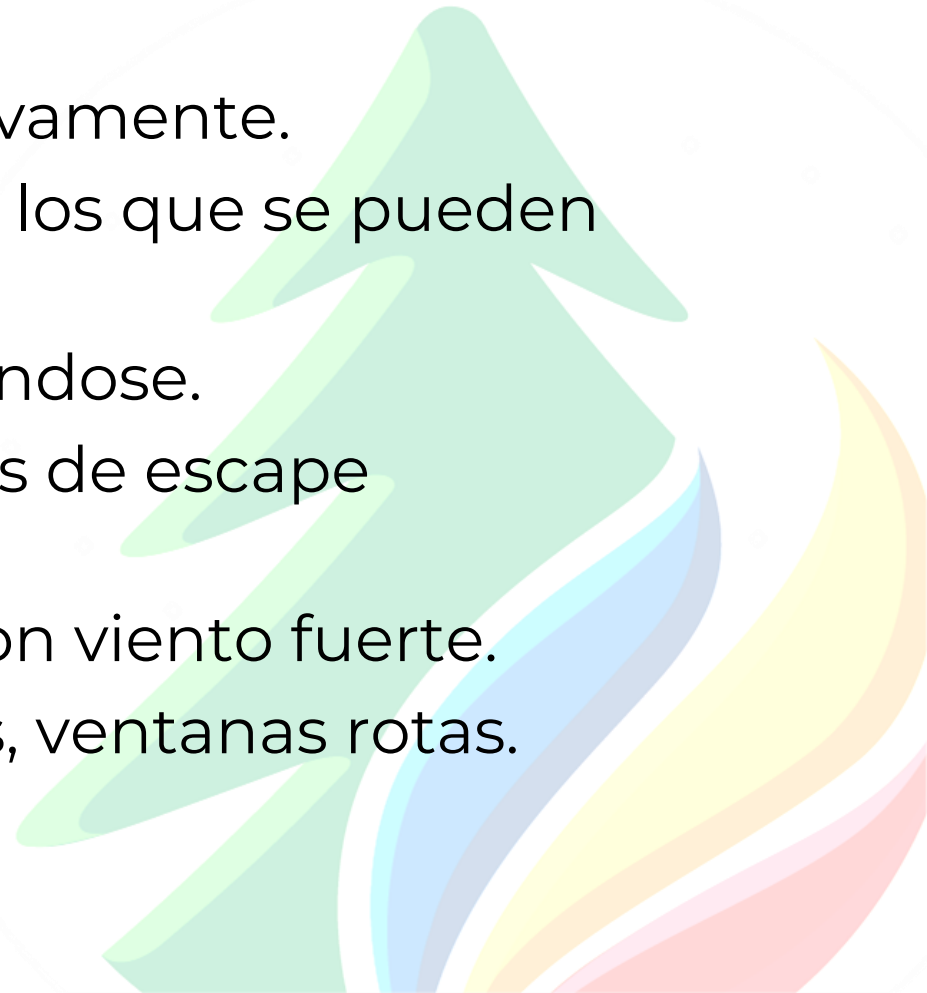 vamente.
los que se pueden
ndose.
s de escape
on viento fuerte.
s, ventanas rotas.